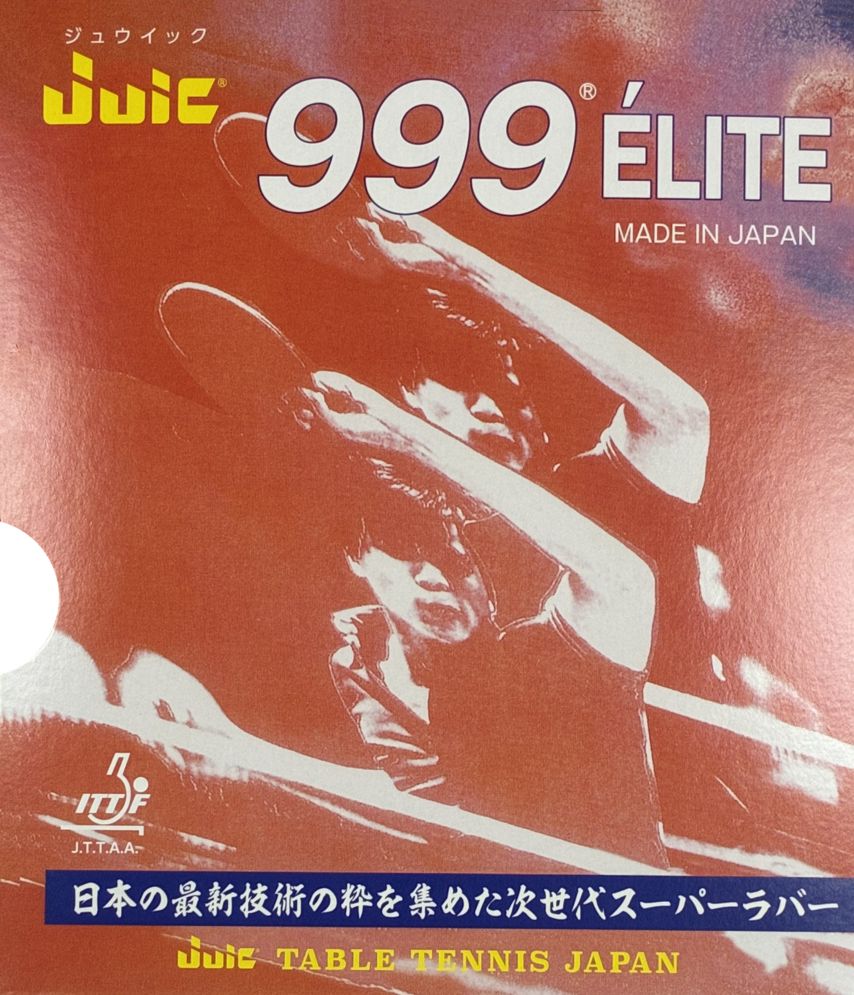 ジュウイック
juic®
999® ÉLITE
MADE IN JAPAN
ITTF
J.T.T.A.A.
日本の最新技術の粋を集めた次世代スーパーラバー
juic® TABLE TENNIS JAPAN